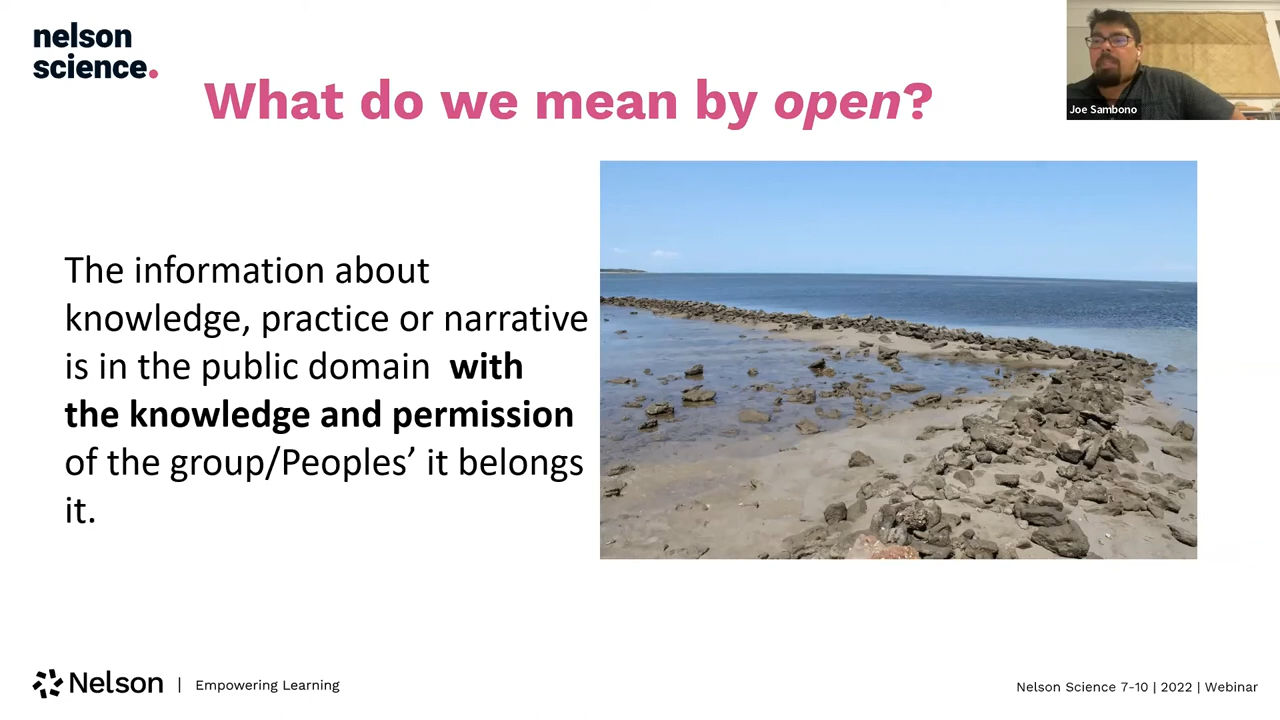 nelson
science.
What do we mean by open?
Joe Sambono
The information about
knowledge, practice or narrative
is in the public domain with
the knowledge and permission
of the group/Peoples’ it belongs
it.
Nelson | Empowering Learning
Nelson Science 7-10 | 2022 | Webinar